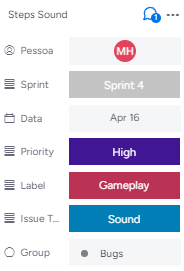 Steps Sound
1
Pessoa MH
Sprint Sprint 4
Data Apr 16
Priority High
Label Gameplay
Issue T... Sound
Group Bugs